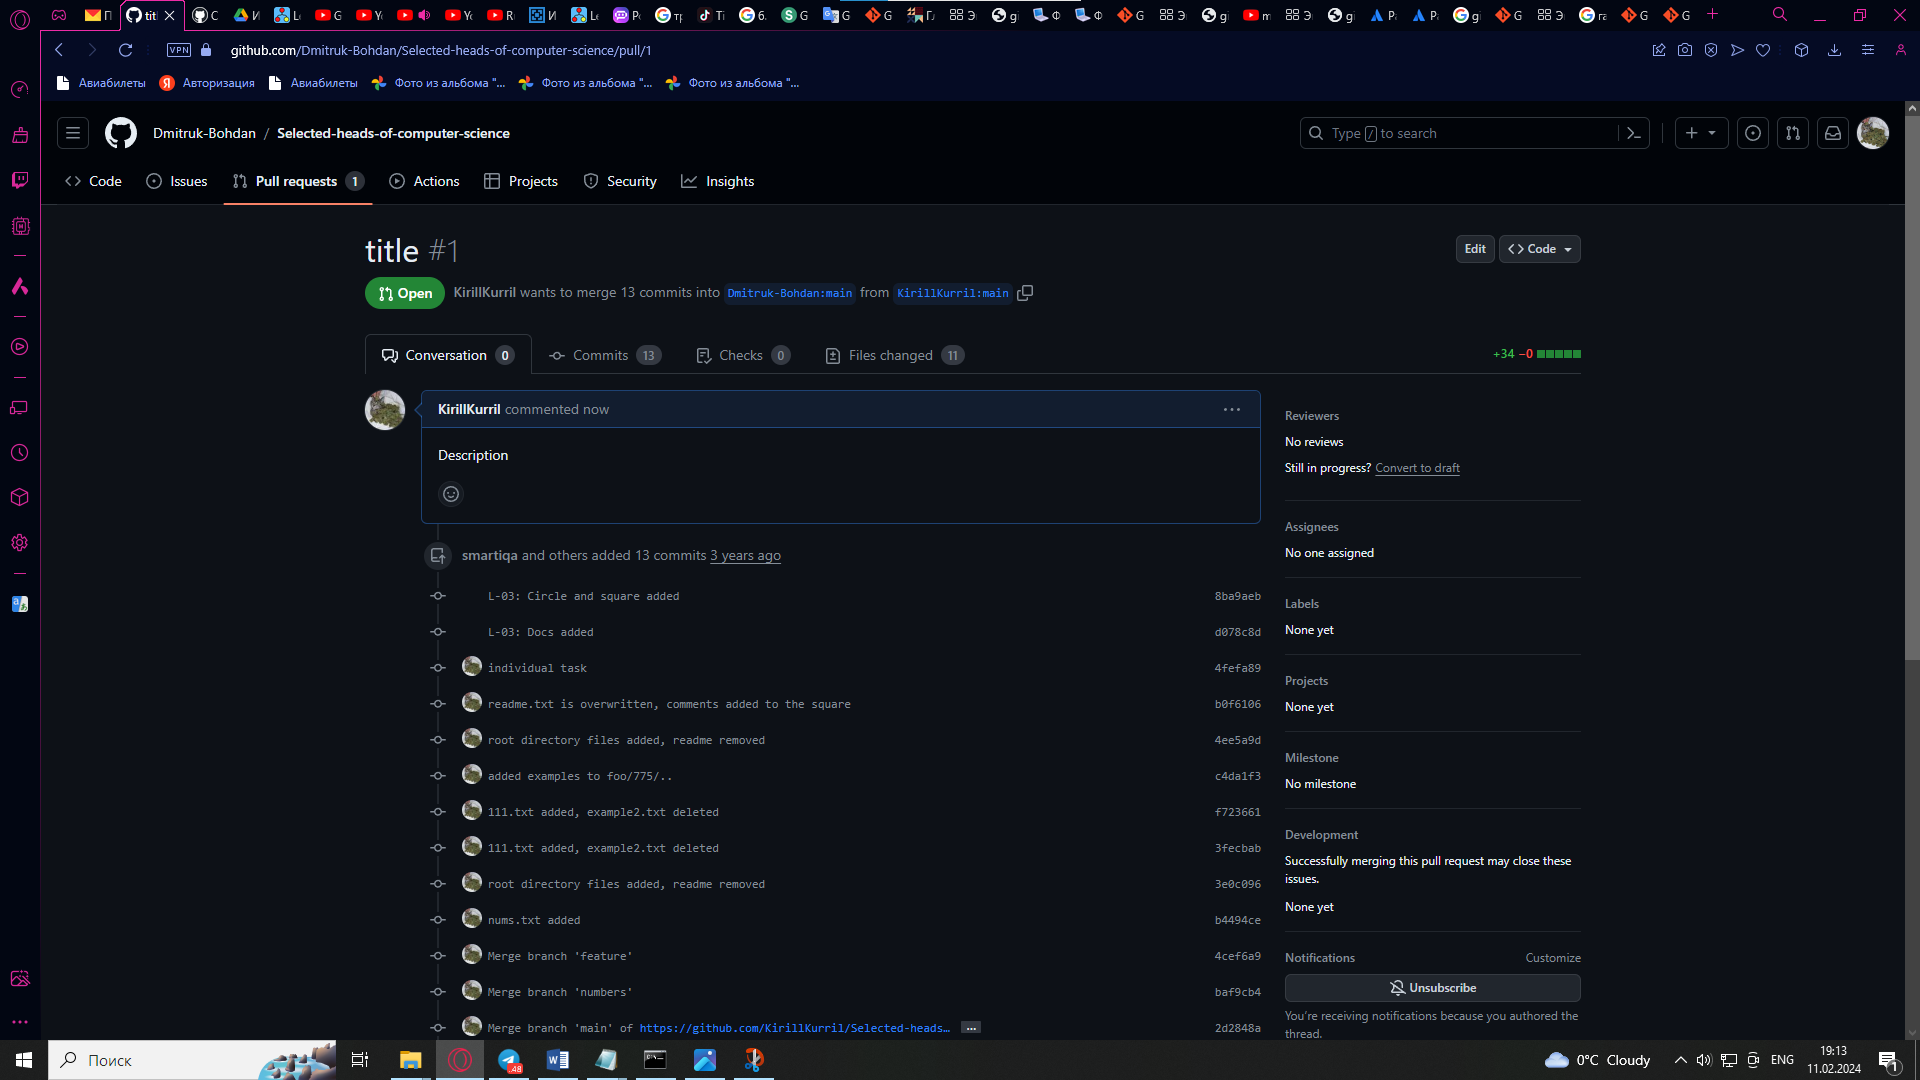 github.com/Dmitruk-Bohdan/Selected-heads-of-computer-science/pull/1
VPN
Авиабилеты
Авторизация
Авиабилеты
Фото из альбома "...
Фото из альбома "...
Фото из альбома "...
Dmitruk-Bohdan / Selected-heads-of-computer-science
Type / to search
Code
Issues
Pull requests 1
Actions
Projects
Security
Insights
title #1
Edit
Code
Open
KirillKurril wants to merge 13 commits into Dmitruk-Bohdan:main from KirillKurril:main
Conversation 0
Commits 13
Checks 0
Files changed 11
+34 −0
KirillKurril commented now
Description
smartiqa and others added 13 commits 3 years ago
L-03: Circle and square added 8ba9aeb
L-03: Docs added d078c8d
individual task 4fefa89
readme.txt is overwritten, comments added to the square b0f6106
root directory files added, readme removed 4ee5a9d
added examples to foo/775/.. c4da1f3
111.txt added, example2.txt deleted f723661
111.txt added, example2.txt deleted 3fecbab
root directory files added, readme removed 3e0c096
nums.txt added b4494ce
Merge branch 'feature' 4cef6a9
Merge branch 'numbers' baf9cb4
Merge branch 'main' of https://github.com/KirillKurril/Selected-heads… … 2d2848a
Reviewers
No reviews
Still in progress? Convert to draft
Assignees
No one assigned
Labels
None yet
Projects
None yet
Milestone
No milestone
Development
Successfully merging this pull request may close these
issues.
None yet
Notifications
Customize
Unsubscribe
You're receiving notifications because you authored the
thread.
Поиск
48
0°C Cloudy
ENG
19:13
11.02.2024
1